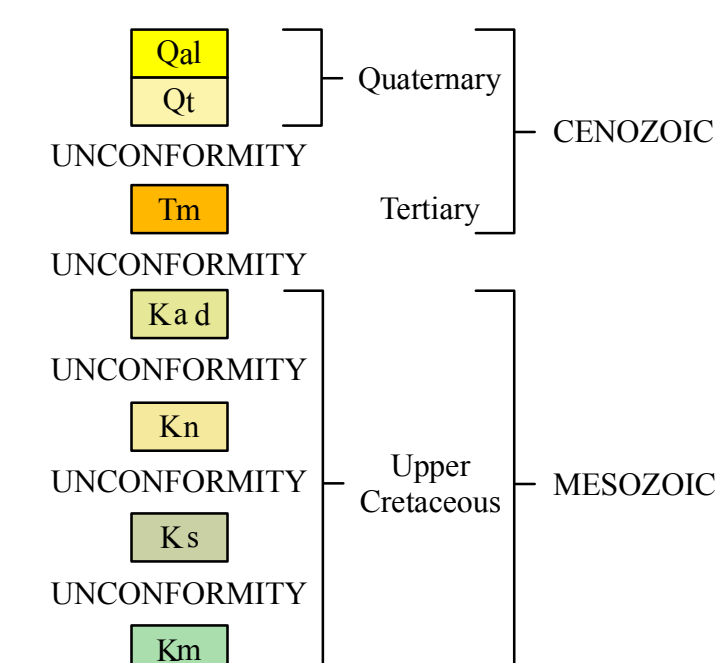 Qal
Qt
Quaternary
CENOZOIC
UNCONFORMITY
Tm
Tertiary
UNCONFORMITY
Kad
UNCONFORMITY
Kn
UNCONFORMITY
Upper
Cretaceous
MESOZOIC
Ks
UNCONFORMITY
Km